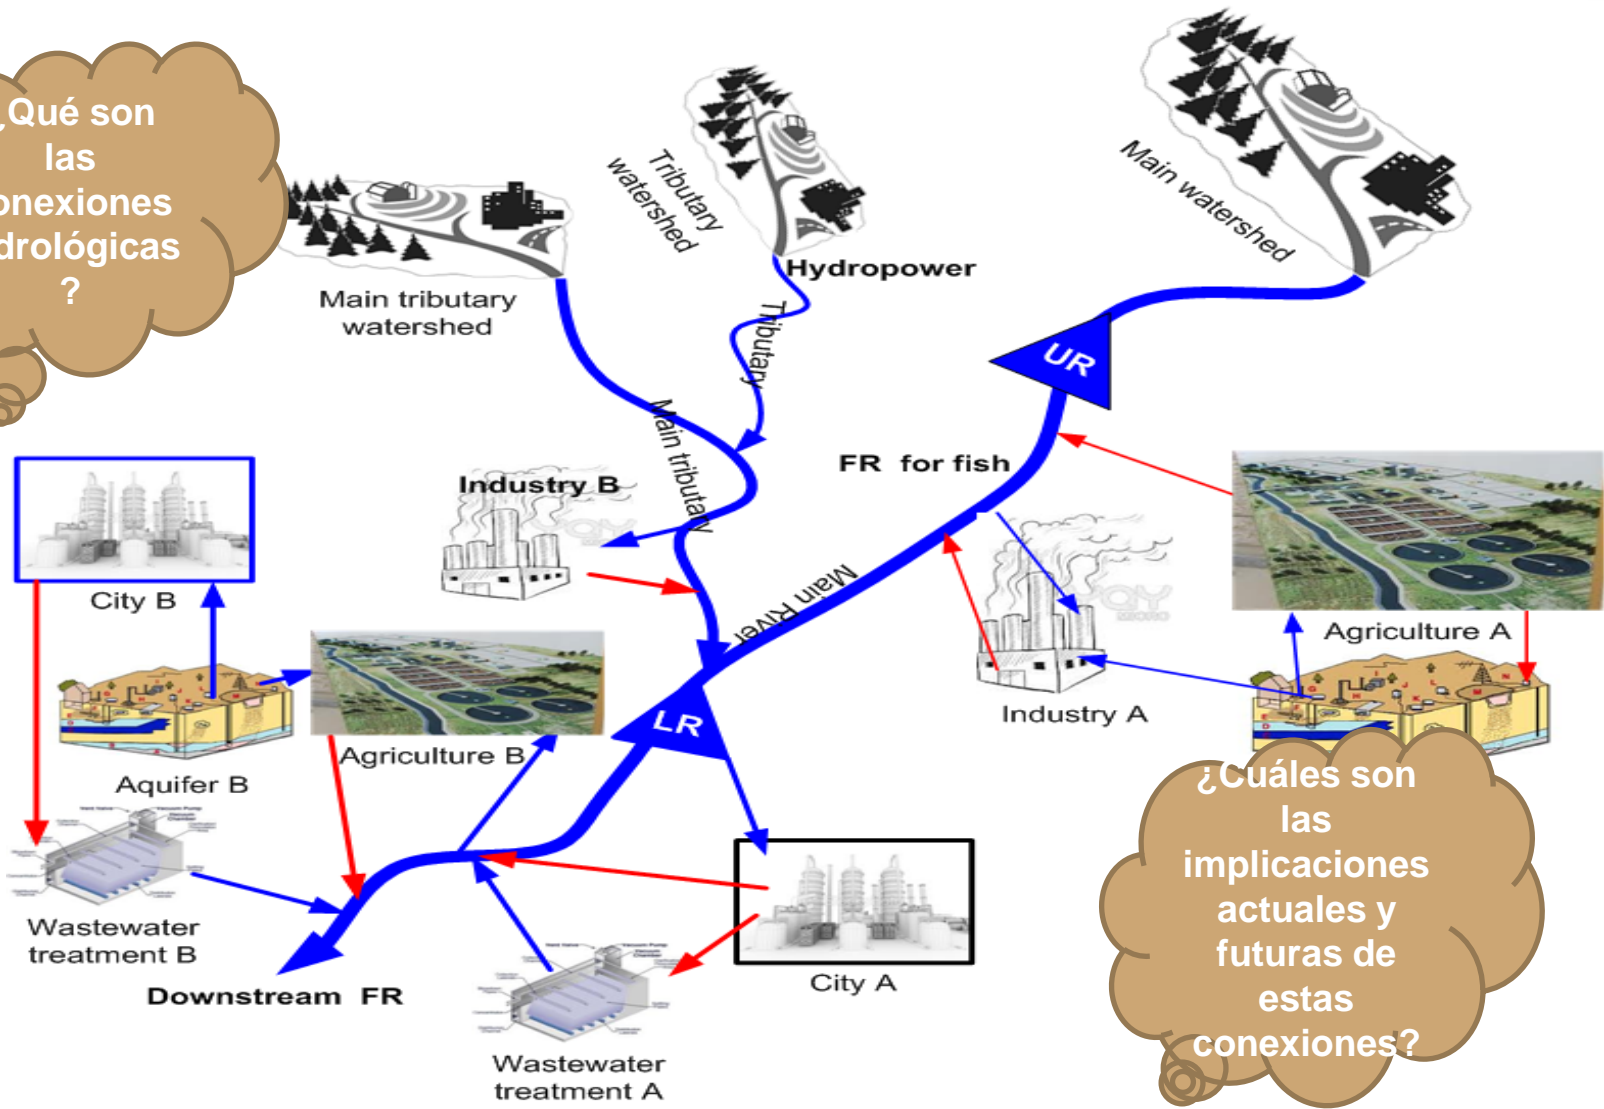 ¿Qué son
las
onexiones
drológicas
?
Tributary
watershed
Main watershed
Hydropower
Main tributary
watershed
Tributary
UR
Main tributary
FR for fish
Industry B
Main River
City B
Agriculture A
Industry A
LR
Agriculture B
Aquifer B
¿Cuáles son
las
implicaciones
actuales y
futuras de
estas
conexiones?
Wastewater
treatment B
City A
Downstream FR
Wastewater
treatment A